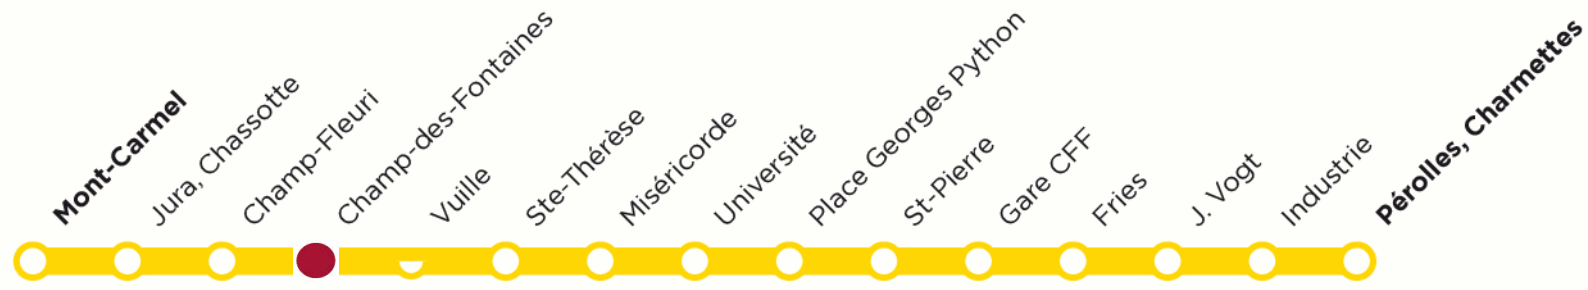 Mont-Carmel
Jura, Chassotte
Champ-Fleuri
Champ-des-Fontaines
Vuille
Ste-Thérèse
Miséricorde
Université
Place Georges Python
St-Pierre
Gare CFF
Fries
J. Vogt
Industrie
Pérolles, Charmettes